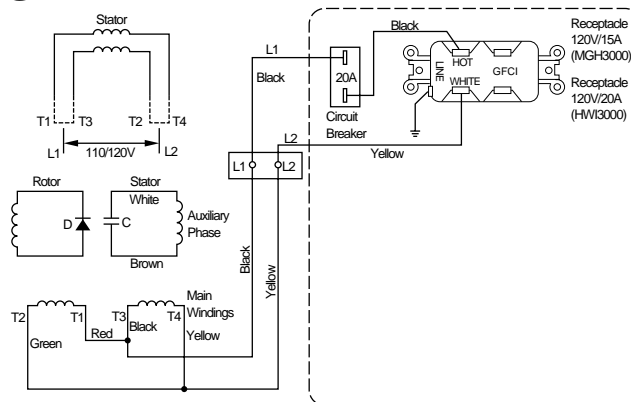 Stator
T1
T3
T2
T4
L1
110/120V
L2
Rotor
D
Stator
White
C
Auxiliary
Phase
Brown
Main
Windings
T2
T1
T3
T4
Red
Black
Yellow
Green
L1
Black
20A
Circuit
Breaker
Black
HOT
GFCI
LINE
WHITE
L2
Yellow
L1
L2
Black
Yellow
Receptacle
120V/15A
(MGH3000)
Receptacle
120V/20A
(HWI3000)